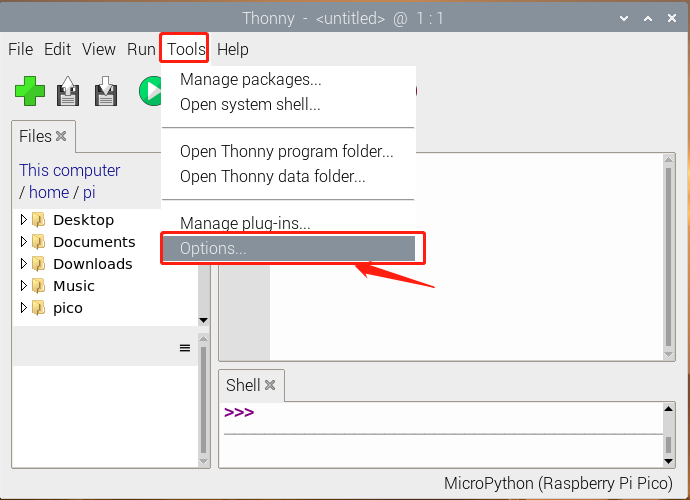 Thonny - <untitled> @ 1 : 1
File Edit View Run Tools Help
Manage packages...
Open system shell...
Files
This computer
/ home / pi
Open Thonny program folder...
Open Thonny data folder...
Desktop
Documents
Downloads
Music
pico
Manage plug-ins...
Options...
Shell
>>>
MicroPython (Raspberry Pi Pico)